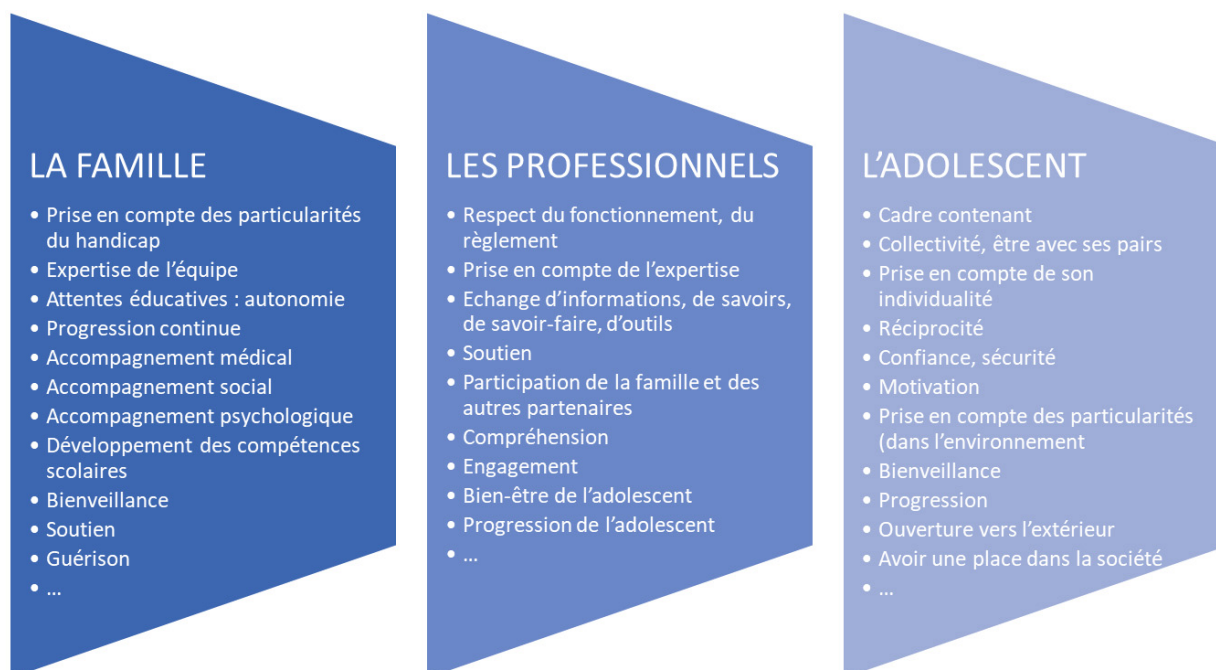 LA FAMILLE
• Prise en compte des particularités
du handicap
• Expertise de l'équipe
• Attentes éducatives : autonomie
• Progression continue
• Accompagnement médical
• Accompagnement social
• Accompagnement psychologique
• Développement des compétences
scolaires
• Bienveillance
• Soutien
• Guérison
• ...
LES PROFESSIONNELS
• Respect du fonctionnement, du
règlement
• Prise en compte de l'expertise
• Echange d'informations, de savoirs,
de savoir-faire, d'outils
• Soutien
• Participation de la famille et des
autres partenaires
• Compréhension
• Engagement
• Bien-être de l'adolescent
• Progression de l'adolescent
• ...
L'ADOLESCENT
• Cadre contenant
• Collectivité, être avec ses pairs
• Prise en compte de son
individualité
• Réciprocité
• Confiance, sécurité
• Motivation
• Prise en compte des particularités
(dans l'environnement
• Bienveillance
• Progression
• Ouverture vers l'extérieur
• Avoir une place dans la société
• ...